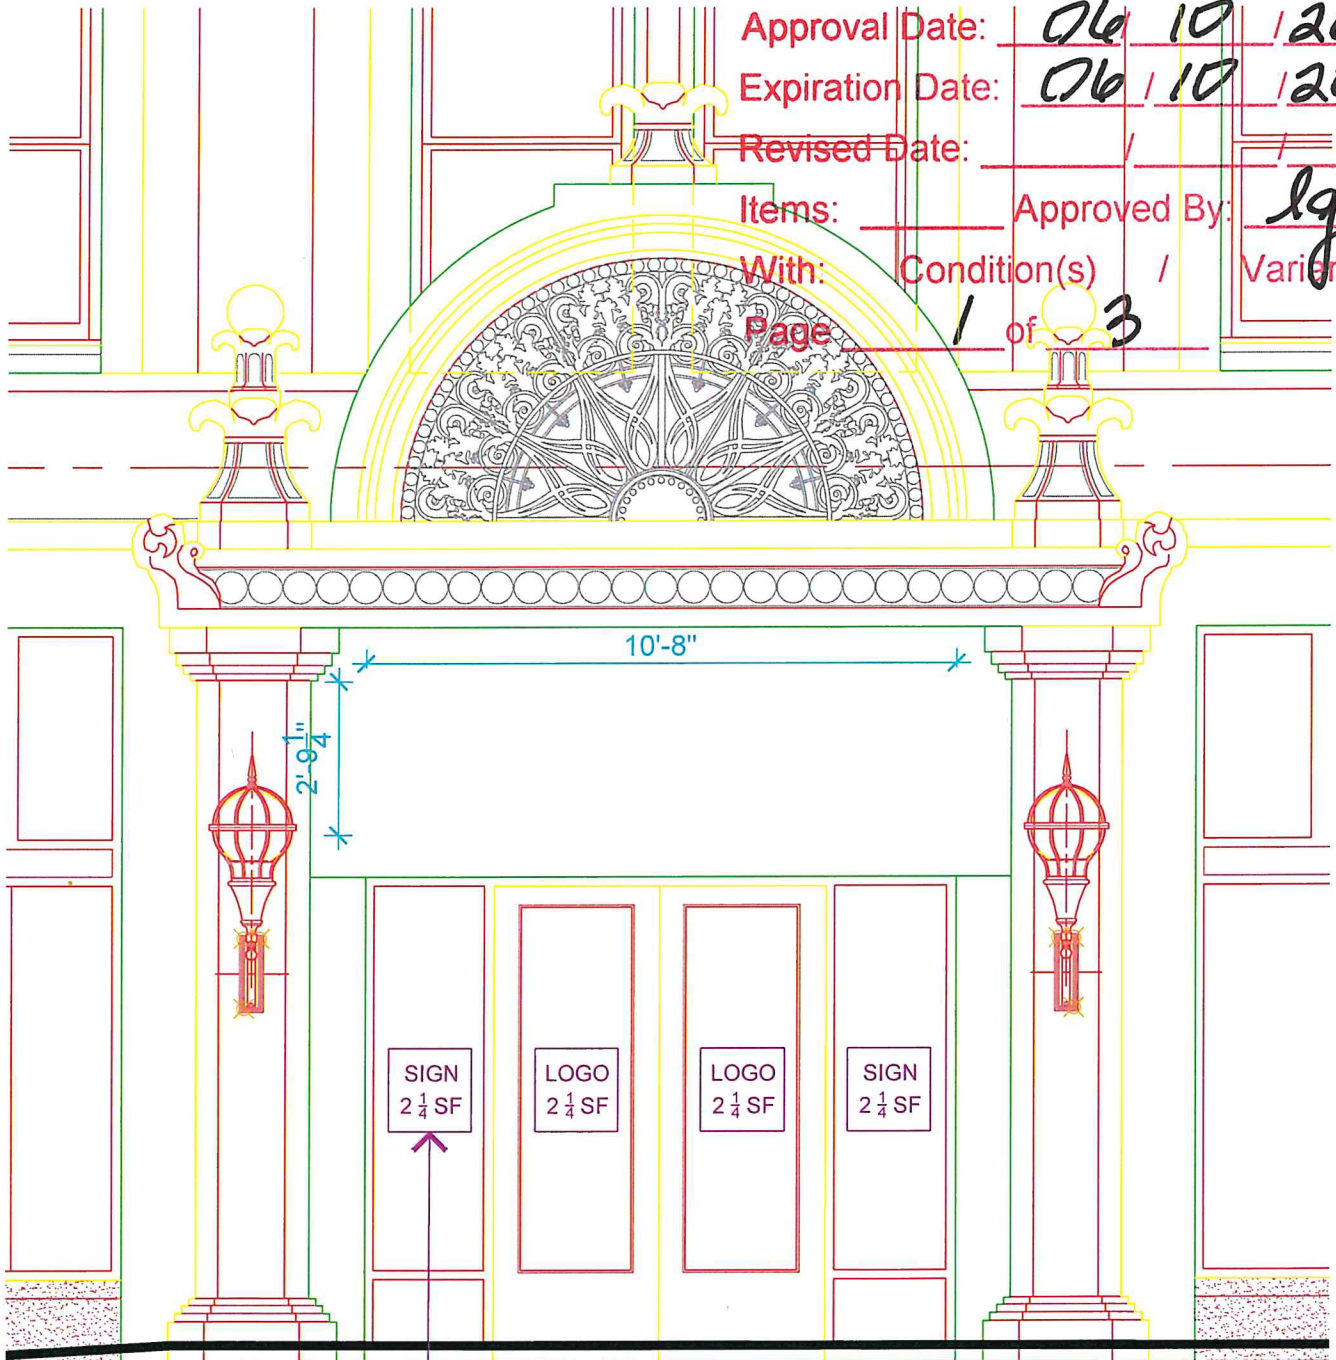 Approval Date: 06 / 10 / 20
Expiration Date: 06 / 10 / 20
Revised Date: / /
Items: Approved By:
With: Condition(s) /
Page 1 of 3
10'-8"
2'-9 1/4"
SIGN
2 1/4 SF
LOGO
2 1/4 SF
LOGO
2 1/4 SF
SIGN
2 1/4 SF